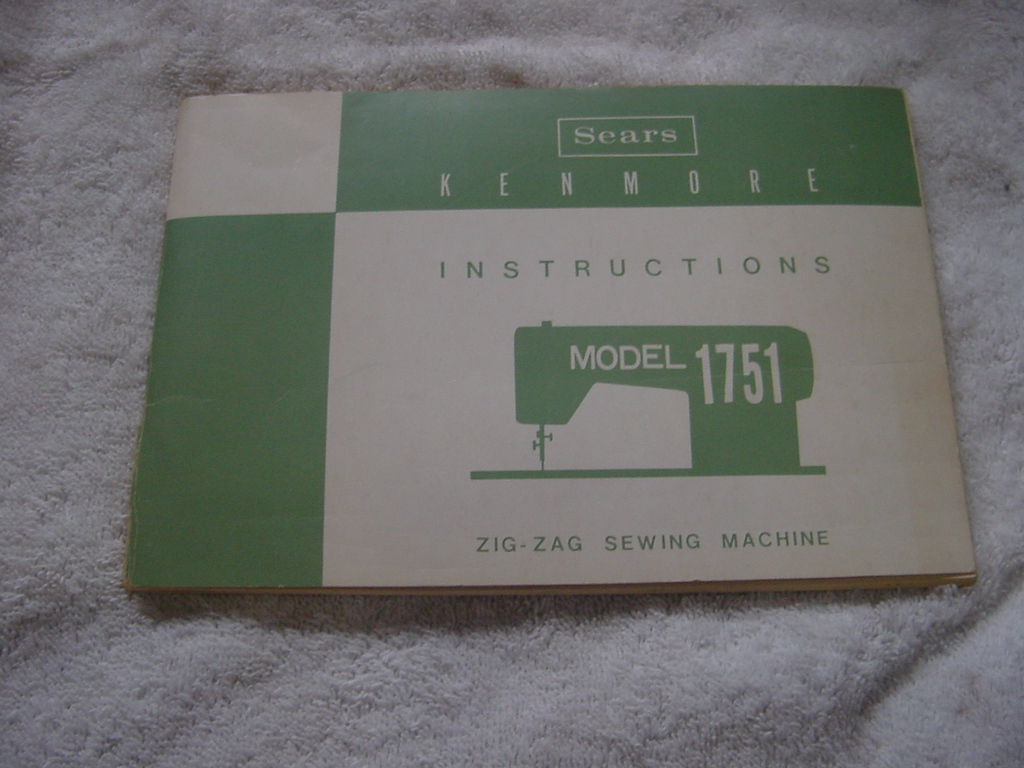 Sears
KENMORE
INSTRUCTIONS
MODEL 1751
ZIG-ZAG SEWING MACHINE